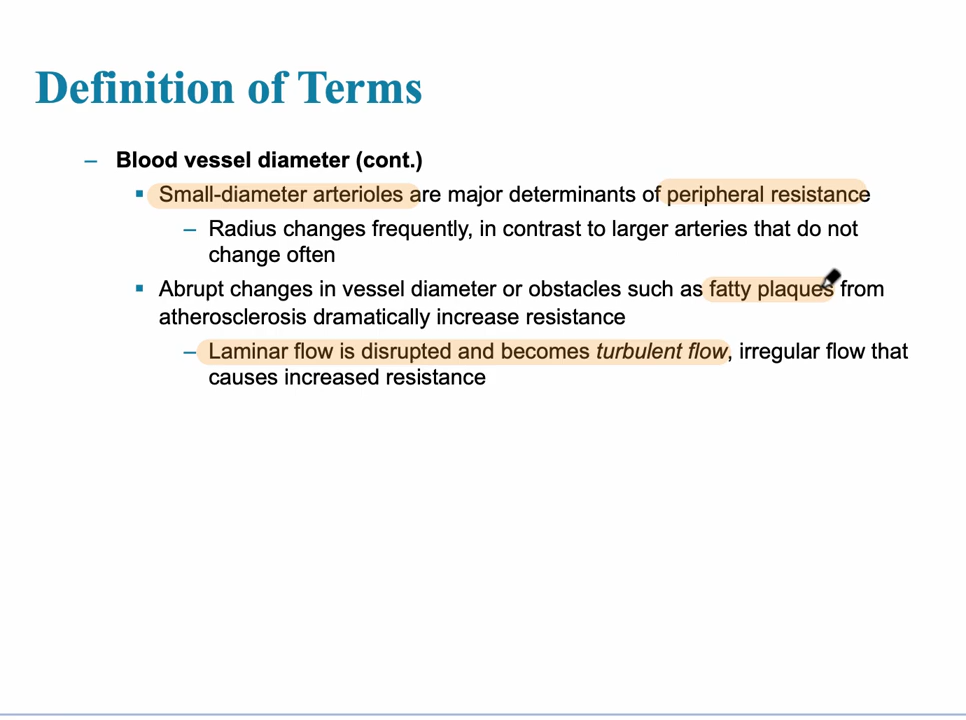 Definition of Terms
– Blood vessel diameter (cont.)
▪ Small-diameter arterioles are major determinants of peripheral resistance
– Radius changes frequently, in contrast to larger arteries that do not
change often
▪ Abrupt changes in vessel diameter or obstacles such as fatty plaques from
atherosclerosis dramatically increase resistance
– Laminar flow is disrupted and becomes turbulent flow, irregular flow that
causes increased resistance